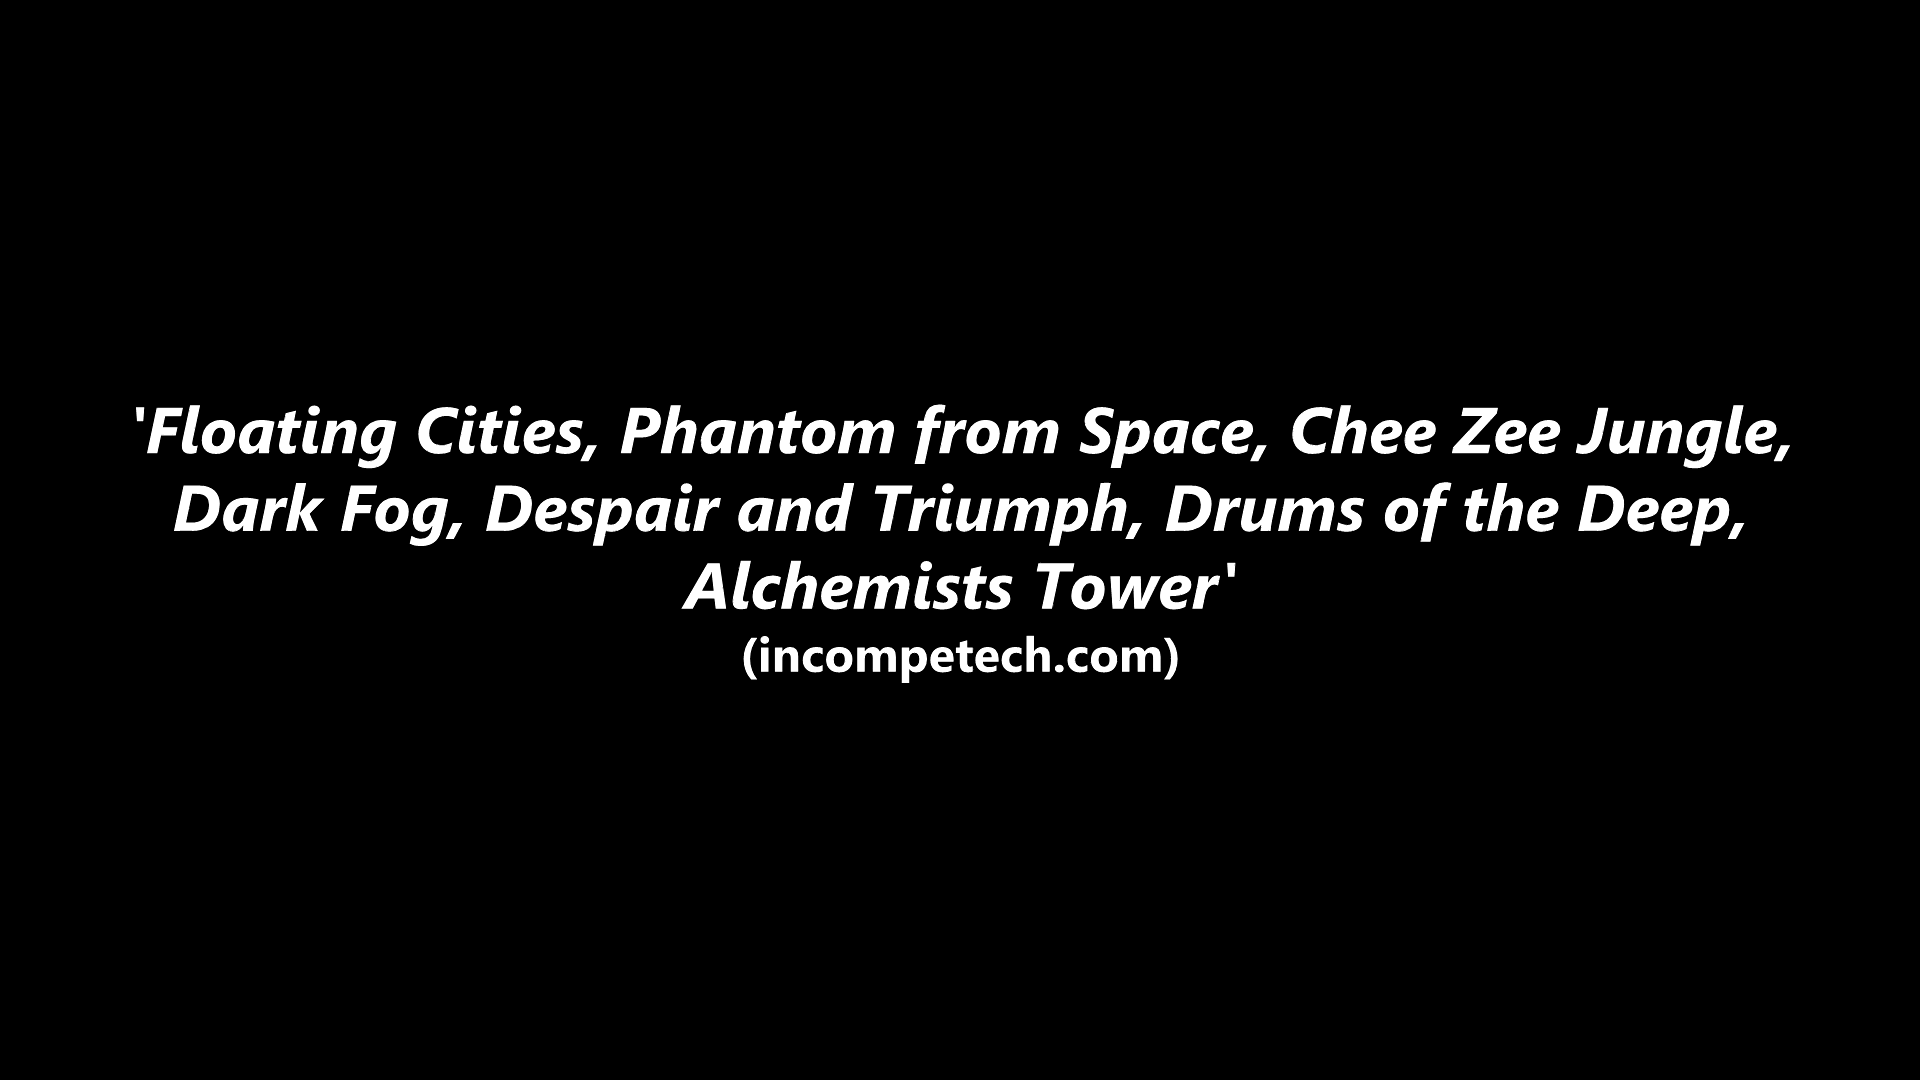 'Floating Cities, Phantom from Space, Chee Zee Jungle,
Dark Fog, Despair and Triumph, Drums of the Deep,
Alchemists Tower'
(incompetech.com)